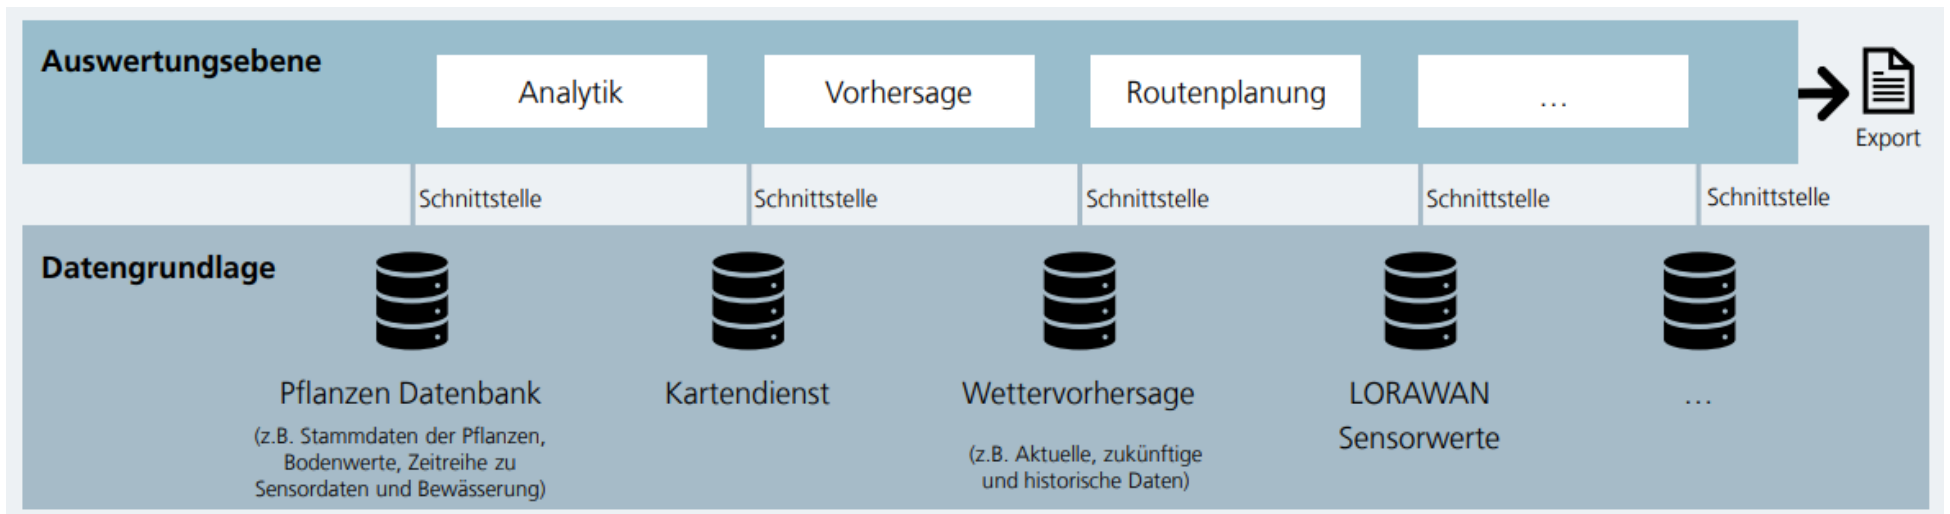 Auswertungsebene
Analytik
Vorhersage
Routenplanung
...
Export
Schnittstelle
Schnittstelle
Schnittstelle
Schnittstelle
Schnittstelle
Datengrundlage
Pflanzen Datenbank
(z.B. Stammdaten der Pflanzen,
Bodenwerte, Zeitreihe zu
Sensordaten und Bewässerung)
Kartendienst
Wettervorhersage
(z.B. Aktuelle, zukünftige
und historische Daten)
LORAWAN
Sensorwerte
...